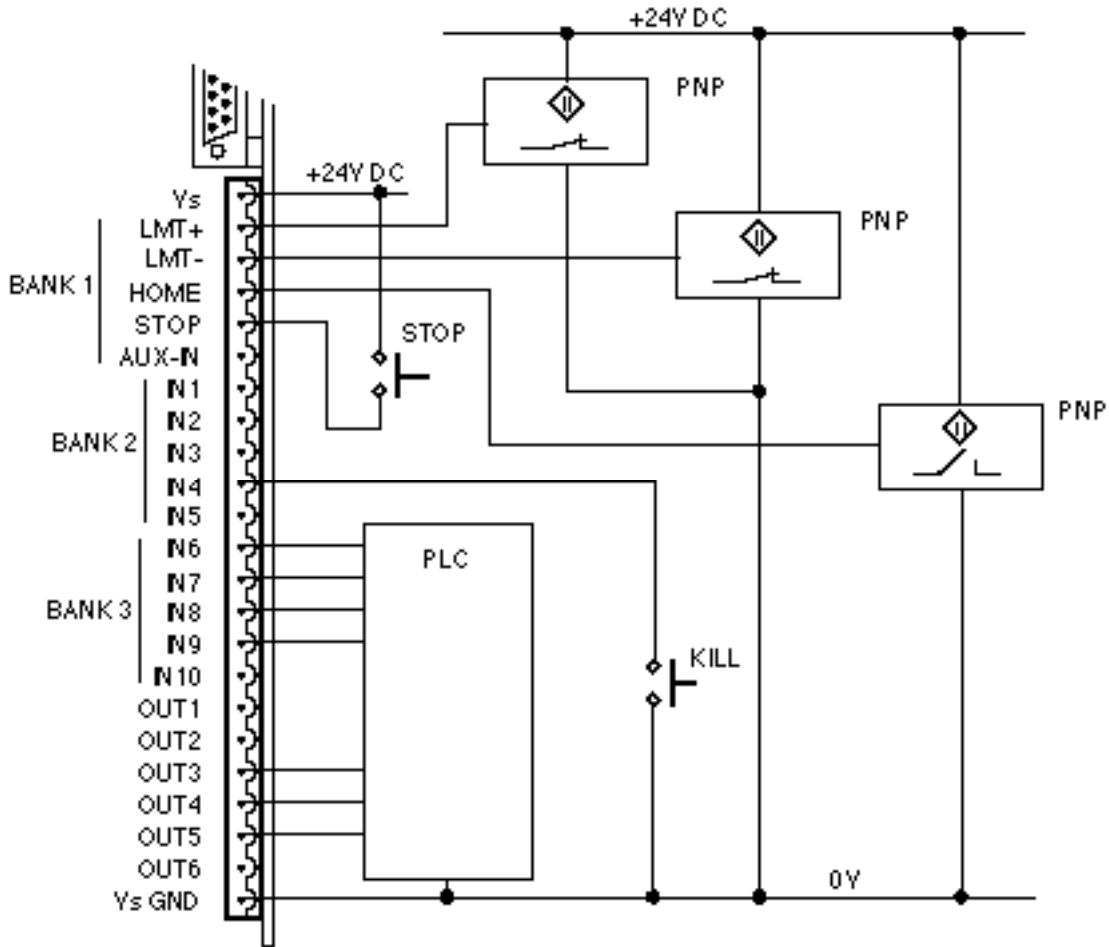 +24V DC
PNP
+24V DC
Vs
LMT+
PNP
LMT-
BANK 1
HOME
STOP
STOP
AUX-IN
IN1
IN2
PNP
BANK 2
IN3
IN4
IN5
IN6
PLC
IN7
BANK 3
IN8
IN9
KILL
IN10
OUT1
OUT2
OUT3
OUT4
OUT5
OUT6
0V
Vs GND